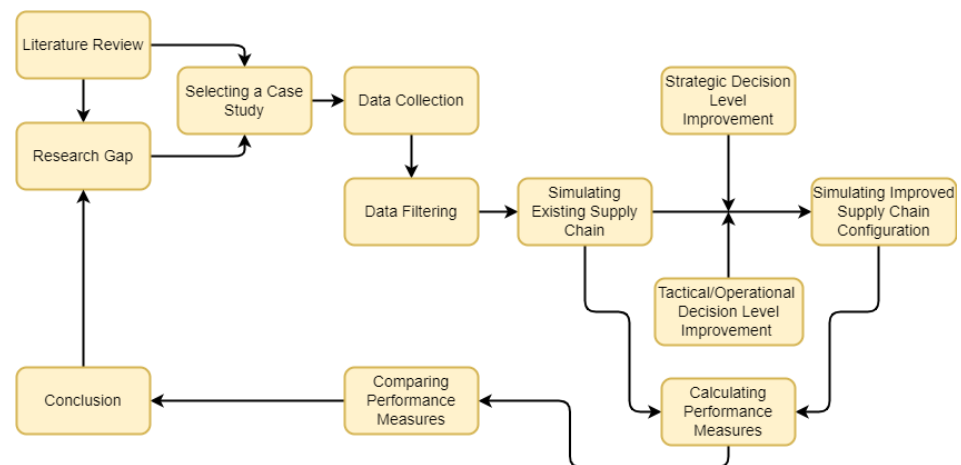 Literature Review
Selecting a Case
Study
Data Collection
Strategic Decision
Level
Improvement
Research Gap
Data Filtering
Simulating
Existing Supply
Chain
Simulating Improved
Supply Chain
Configuration
Tactical/Operational
Decision Level
Improvement
Conclusion
Comparing
Performance
Measures
Calculating
Performance
Measures